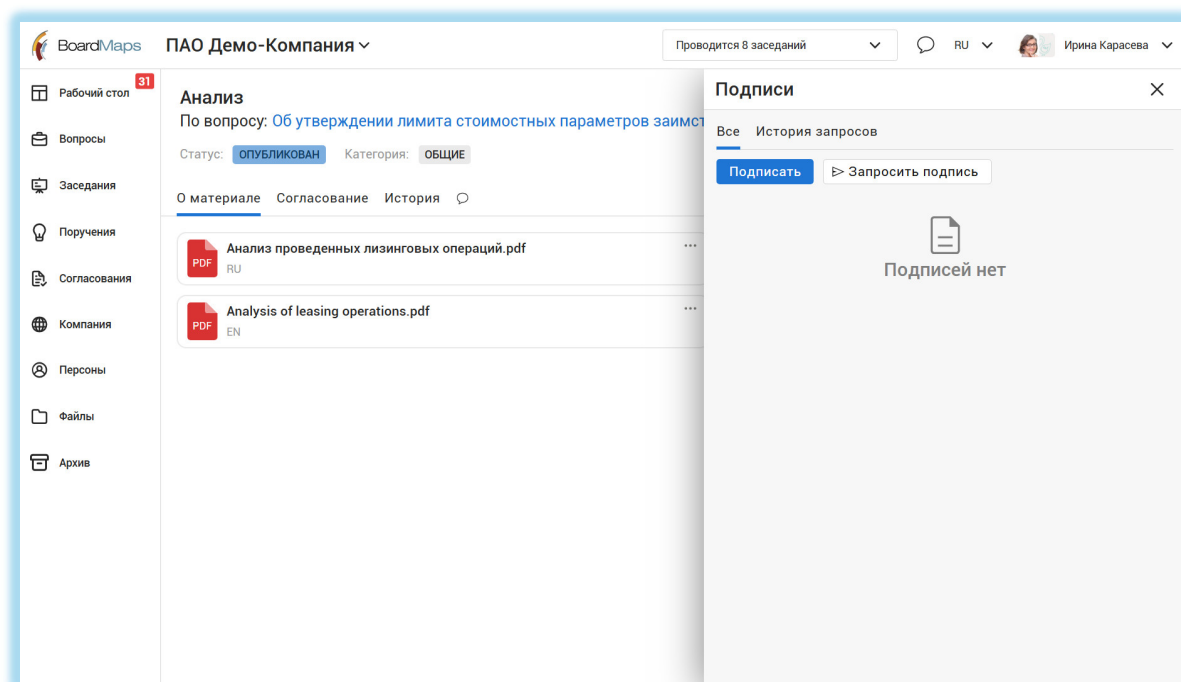 BoardMaps
ПАО Демо-Компания
Проводится 8 заседаний
RU
Ирина Карасева
Рабочий стол
31
Вопросы
Заседания
Поручения
Согласования
Компания
Персоны
Файлы
Архив
Анализ
По вопросу: Об утверждении лимита стоимостных параметров заимст
Статус: ОПУБЛИКОВАН Категория: ОБЩИЕ
О материале Согласование История
PDF
Анализ проведенных лизинговых операций.pdf
RU
PDF
Analysis of leasing operations.pdf
EN
Подписи
Все История запросов
Подписать Запросить подпись
Подписей нет